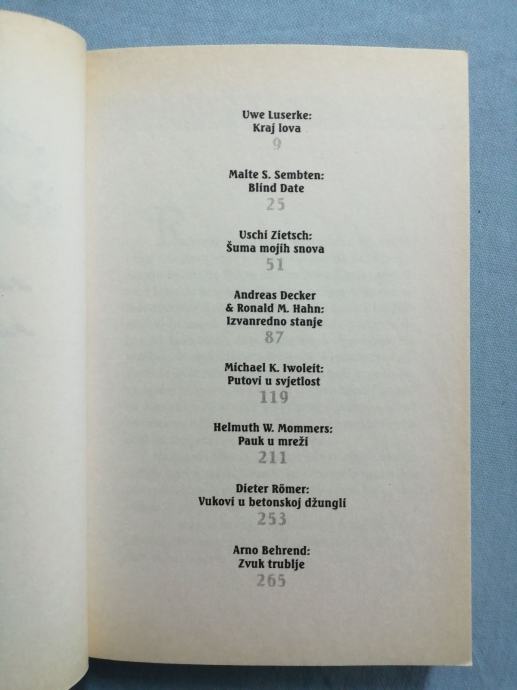 Uwe Luserke:
Kraj lova
9
Malte S. Sembten:
Blind Date
25
Uschi Zietsch:
Šuma mojih snova
51
Andreas Decker
& Ronald M. Hahn:
Izvanredno stanje
87
Michael K. Iwoleit:
Putovi u svjetlost
119
Helmuth W. Mommers:
Pauk u mreži
211
Dieter Römer:
Vukovi u betonskoj džungli
253
Arno Behrend:
Zvuk trublje
265